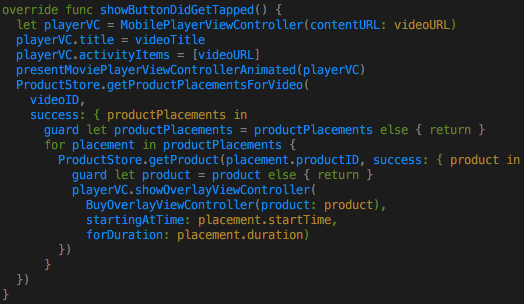 override func showButtonDidGetTapped() {
  let playerVC = MobilePlayerViewController(contentURL: videoURL)
  playerVC.title = videoTitle
  playerVC.activityItems = [videoURL]
  presentMoviePlayerViewControllerAnimated(playerVC)
  ProductStore.getProductPlacementsForVideo(
    videoID,
    success: { productPlacements in
      guard let productPlacements = productPlacements else { return }
      for placement in productPlacements {
        ProductStore.getProduct(placement.productID, success: { product in
          guard let product = product else { return }
          playerVC.showOverlayViewController(
            BuyOverlayViewController(product: product),
            startingAtTime: placement.startTime,
            forDuration: placement.duration)
        })
      }
  })
}